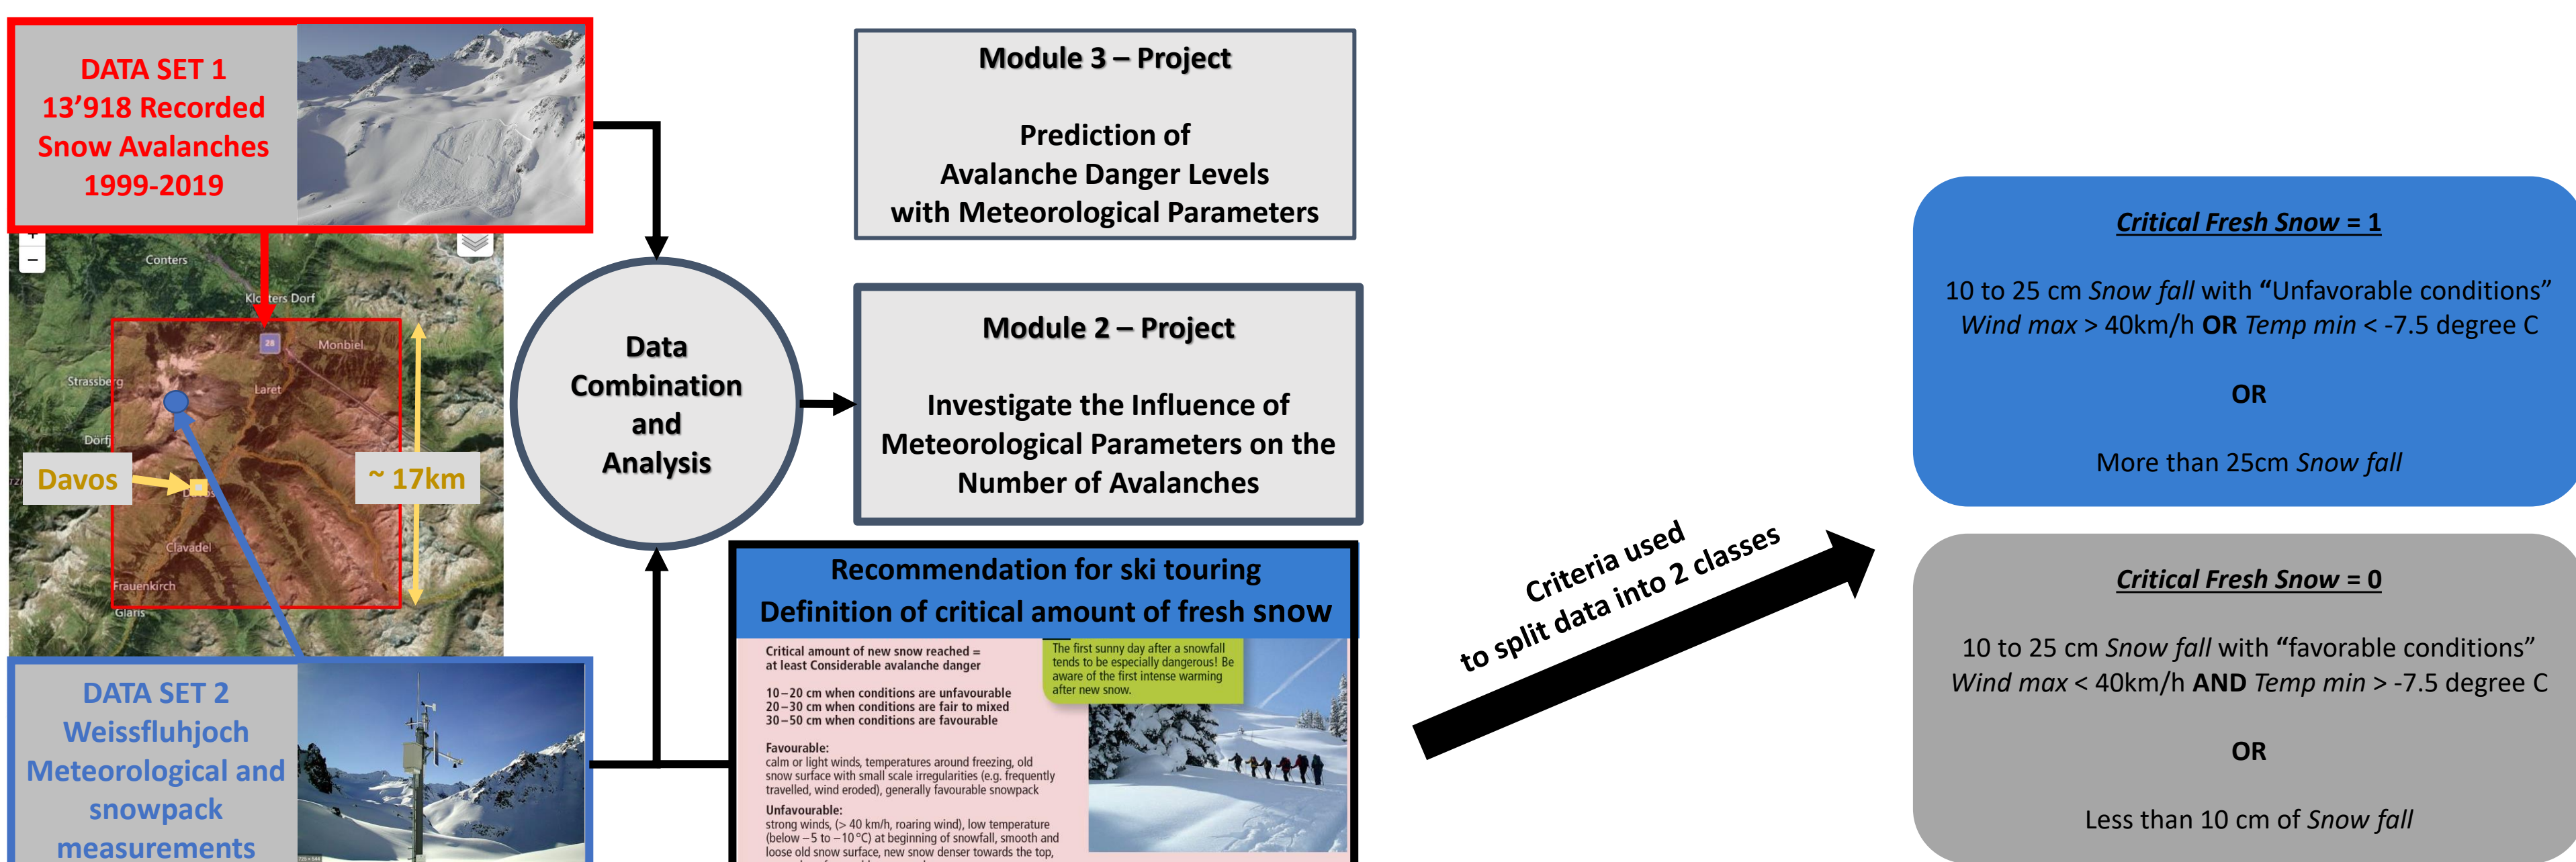 DATA SET 1
13’918 Recorded
Snow Avalanches
1999-2019
+
−
Conters
Klosters Dorf
28
Monbiel
Strassberg
Laret
Dörfji
Davos
Davos
~ 17km
Clavadel
Frauenkirch
Glaris
DATA SET 2
Weissfluhjoch
Meteorological and
snowpack
measurements
Data
Combination
and
Analysis
Module 3 – Project
Prediction of
Avalanche Danger Levels
with Meteorological Parameters
Module 2 – Project
Investigate the Influence of
Meteorological Parameters on the
Number of Avalanches
Recommendation for ski touring
Definition of critical amount of fresh snow
Critical amount of new snow reached =
at least Considerable avalanche danger
10–20 cm when conditions are unfavourable
20–30 cm when conditions are fair to mixed
30–50 cm when conditions are favourable
The first sunny day after a snowfall
tends to be especially dangerous! Be
aware of the first intense warming
after new snow.
Favourable:
calm or light winds, temperatures around freezing, old
snow surface with small scale irregularities (e.g. frequently
travelled, wind eroded), generally favourable snowpack
Unfavourable:
strong winds, (> 40 km/h, roaring wind), low temperature
(below −5 to −10 °C) at beginning of snowfall, smooth and
loose old snow surface, new snow denser towards the top,
Criteria used
to split data into 2 classes
Critical Fresh Snow = 1
10 to 25 cm Snow fall with “Unfavorable conditions”
Wind max > 40km/h OR Temp min < -7.5 degree C
OR
More than 25cm Snow fall
Critical Fresh Snow = 0
10 to 25 cm Snow fall with “favorable conditions”
Wind max < 40km/h AND Temp min > -7.5 degree C
OR
Less than 10 cm of Snow fall